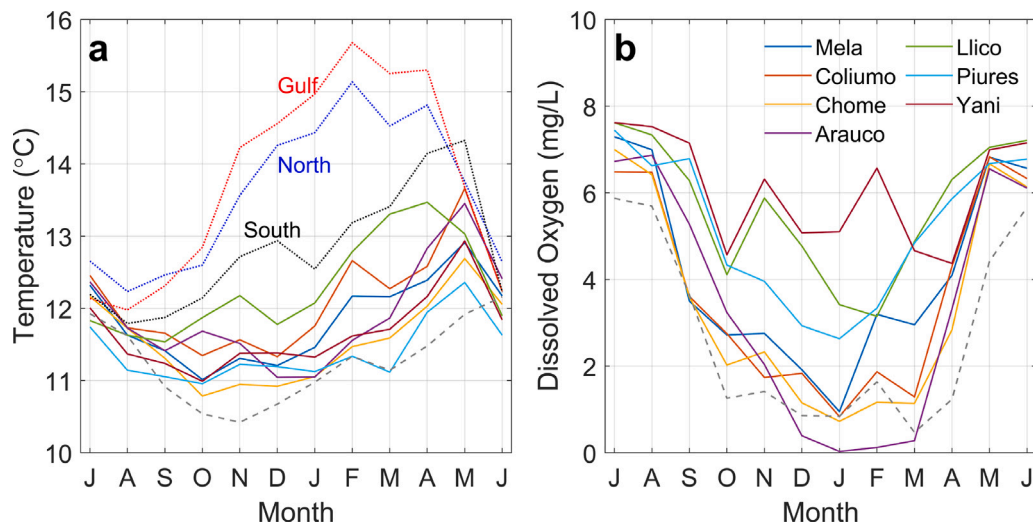 a
Temperature (°C)
16
15
14
13
12
11
10
Gulf
North
South
J A S O N D J F M A M J
Month
b
Dissolved Oxygen (mg/L)
10
8
6
4
2
0
Mela
Coliumo
Chome
Arauco
Llico
Piures
Yani
J A S O N D J F M A M J
Month